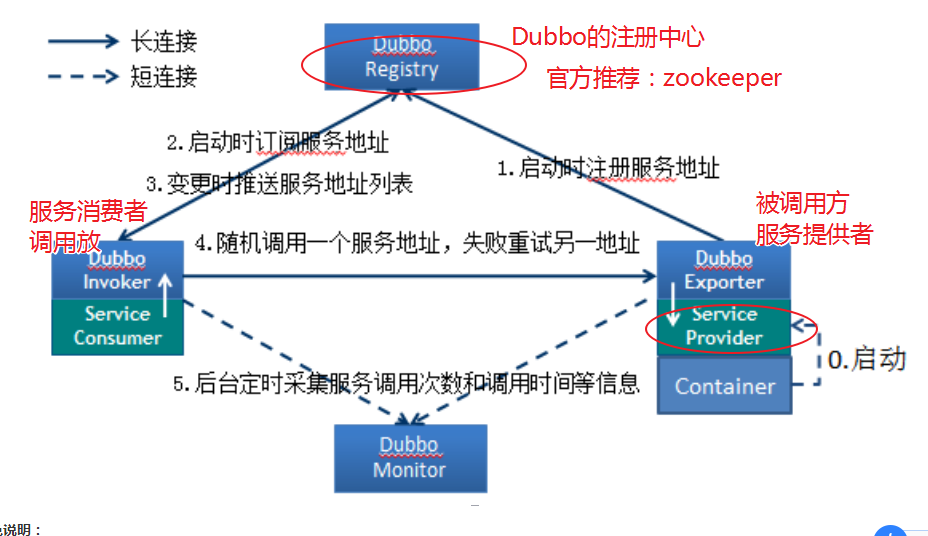 长连接
短连接
Dubbo
Registry
Dubbo的注册中心
官方推荐：zookeeper
2.启动时订阅服务地址
3.变更时推送服务地址列表
1.启动时注册服务地址
服务消费者
调用放
被调用方
服务提供者
4.随机调用一个服务地址，失败重试另一地址
Dubbo
Invoker
Service
Consumer
Dubbo
Exporter
Service
Provider
Container
0.启动
5.后台定时采集服务调用次数和调用时间等信息
Dubbo
Monitor
说明：